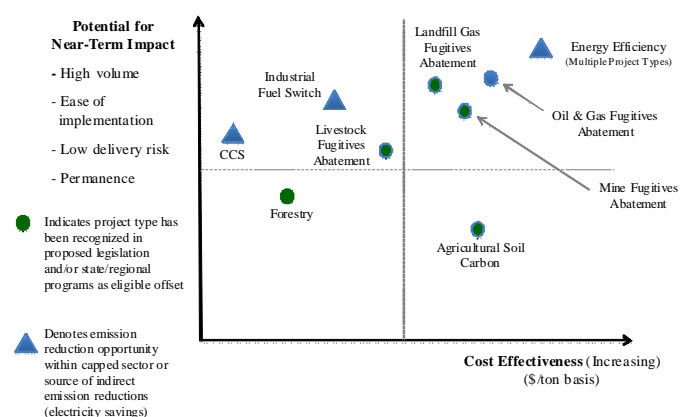 Potential for
Near-Term Impact
- High volume
- Ease of
implementation
- Low delivery risk
- Permanence
Indicates project type has
been recognized in
proposed legislation
and/or state/regional
programs as eligible offset
Denotes emission
reduction opportunity
within capped sector or
source of indirect
emission reductions
(electricity savings)
Landfill Gas
Fugitives
Abatement
Energy Efficiency
(Multiple Project Types)
Industrial
Fuel Switch
Oil & Gas Fugitives
Abatement
Livestock
Fugitives
Abatement
CCS
Mine Fugitives
Abatement
Forestry
Agricultural Soil
Carbon
Cost Effectiveness (Increasing)
($/ton basis)